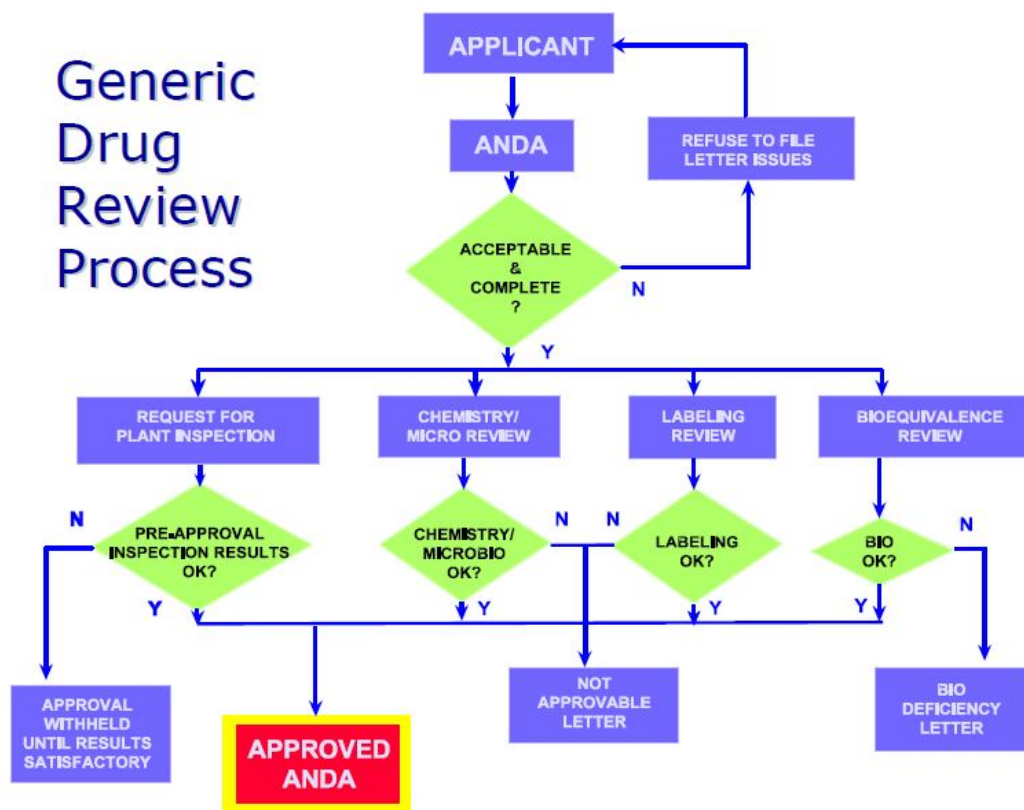 Generic
Drug
Review
Process
APPLICANT
ANDA
REFUSE TO FILE
LETTER ISSUES
ACCEPTABLE
&
COMPLETE
?
N
Y
REQUEST FOR
PLANT INSPECTION
CHEMISTRY/
MICRO REVIEW
LABELING
REVIEW
BIOEQUIVALENCE
REVIEW
N
PRE-APPROVAL
INSPECTION RESULTS
OK?
Y
CHEMISTRY/
MICROBIO
OK?
N
Y
N
LABELING
OK?
Y
BIO
OK?
N
Y
APPROVAL
WITHHELD
UNTIL RESULTS
SATISFACTORY
APPROVED
ANDA
NOT
APPROVABLE
LETTER
BIO
DEFICIENCY
LETTER